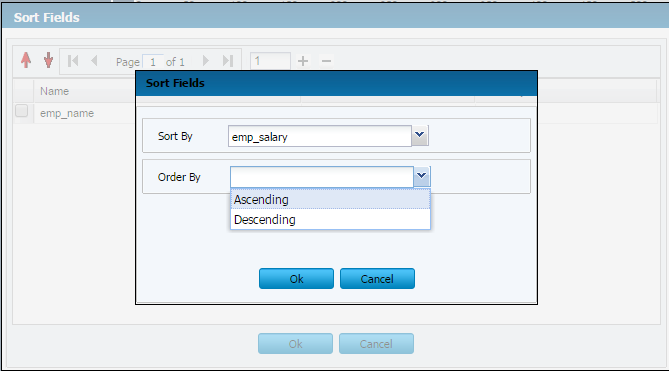 Sort Fields
Page 1 of 1 1
Sort Fields
Name
emp_name
Sort By emp_salary
Order By
Ascending
Descending
Ok Cancel
Ok Cancel